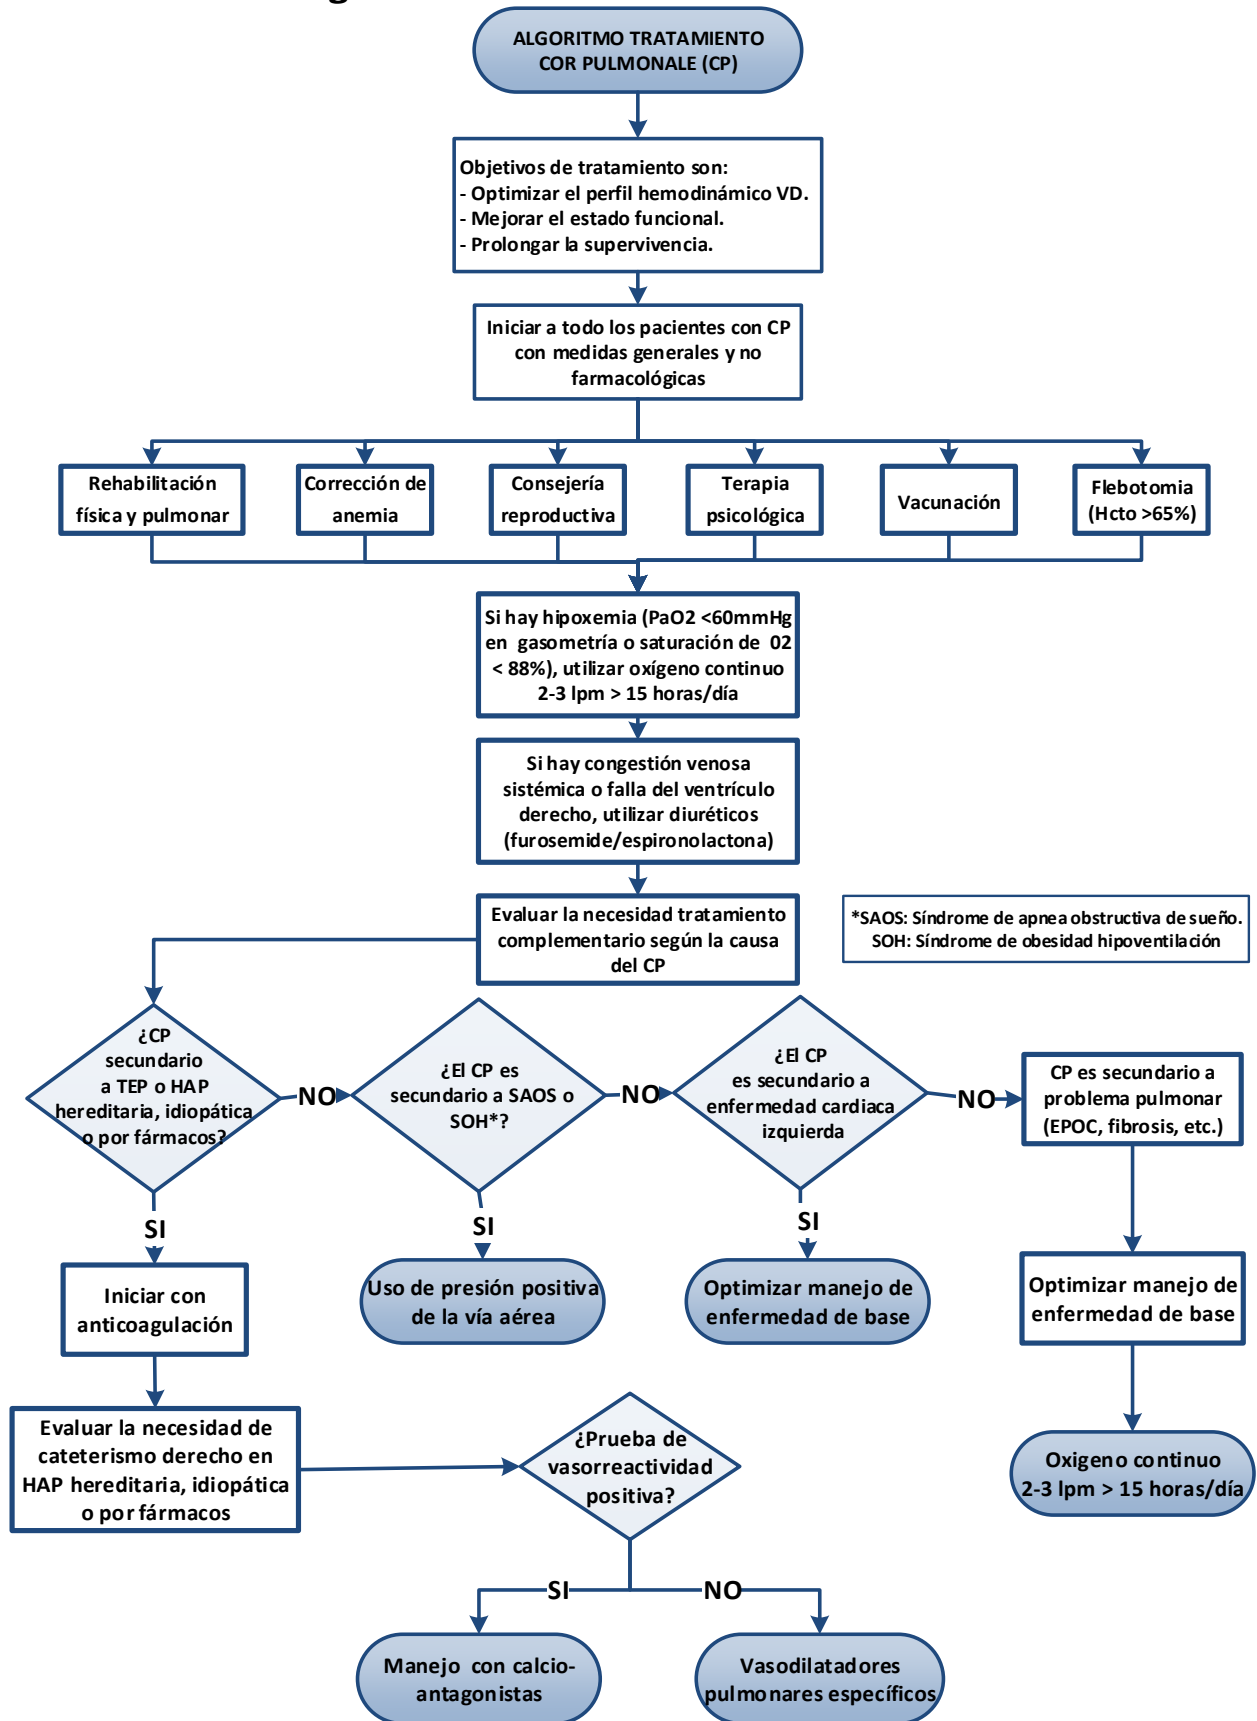 ALGORITMO TRATAMIENTO
COR PULMONALE (CP)
Objetivos de tratamiento son:
- Optimizar el perfil hemodinámico VD.
- Mejorar el estado funcional.
- Prolongar la supervivencia.
Iniciar a todo los pacientes con CP
con medidas generales y no
farmacológicas
Rehabilitación
física y pulmonar
Corrección de
anemia
Consejería
reproductiva
Terapia
psicológica
Vacunación
Flebotomia
(Hcto >65%)
Si hay hipoxemia (PaO2 <60mmHg
en gasometría o saturación de 02
< 88%), utilizar oxígeno continuo
2-3 lpm > 15 horas/día
Si hay congestión venosa
sistémica o falla del ventrículo
derecho, utilizar diuréticos
(furosemide/espironolactona)
Evaluar la necesidad tratamiento
complementario según la causa
del CP
*SAOS: Síndrome de apnea obstructiva de sueño.
SOH: Síndrome de obesidad hipoventilación
¿CP
secundario
a TEP o HAP
hereditaria, idiopática
o por fármacos?
NO
¿El CP es
secundario a SAOS o
SOH*?
NO
¿El CP
es secundario a
enfermedad cardiaca
izquierda
NO
CP es secundario a
problema pulmonar
(EPOC, fibrosis, etc.)
SI
SI
SI
Iniciar con
anticoagulación
Uso de presión positiva
de la vía aérea
Optimizar manejo de
enfermedad de base
Optimizar manejo de
enfermedad de base
Evaluar la necesidad de
cateterismo derecho en
HAP hereditaria, idiopática
o por fármacos
¿Prueba de
vasorreactividad
positiva?
Oxigeno continuo
2-3 lpm > 15 horas/día
SI
NO
Manejo con calcio-
antagonistas
Vasodilatadores
pulmonares específicos